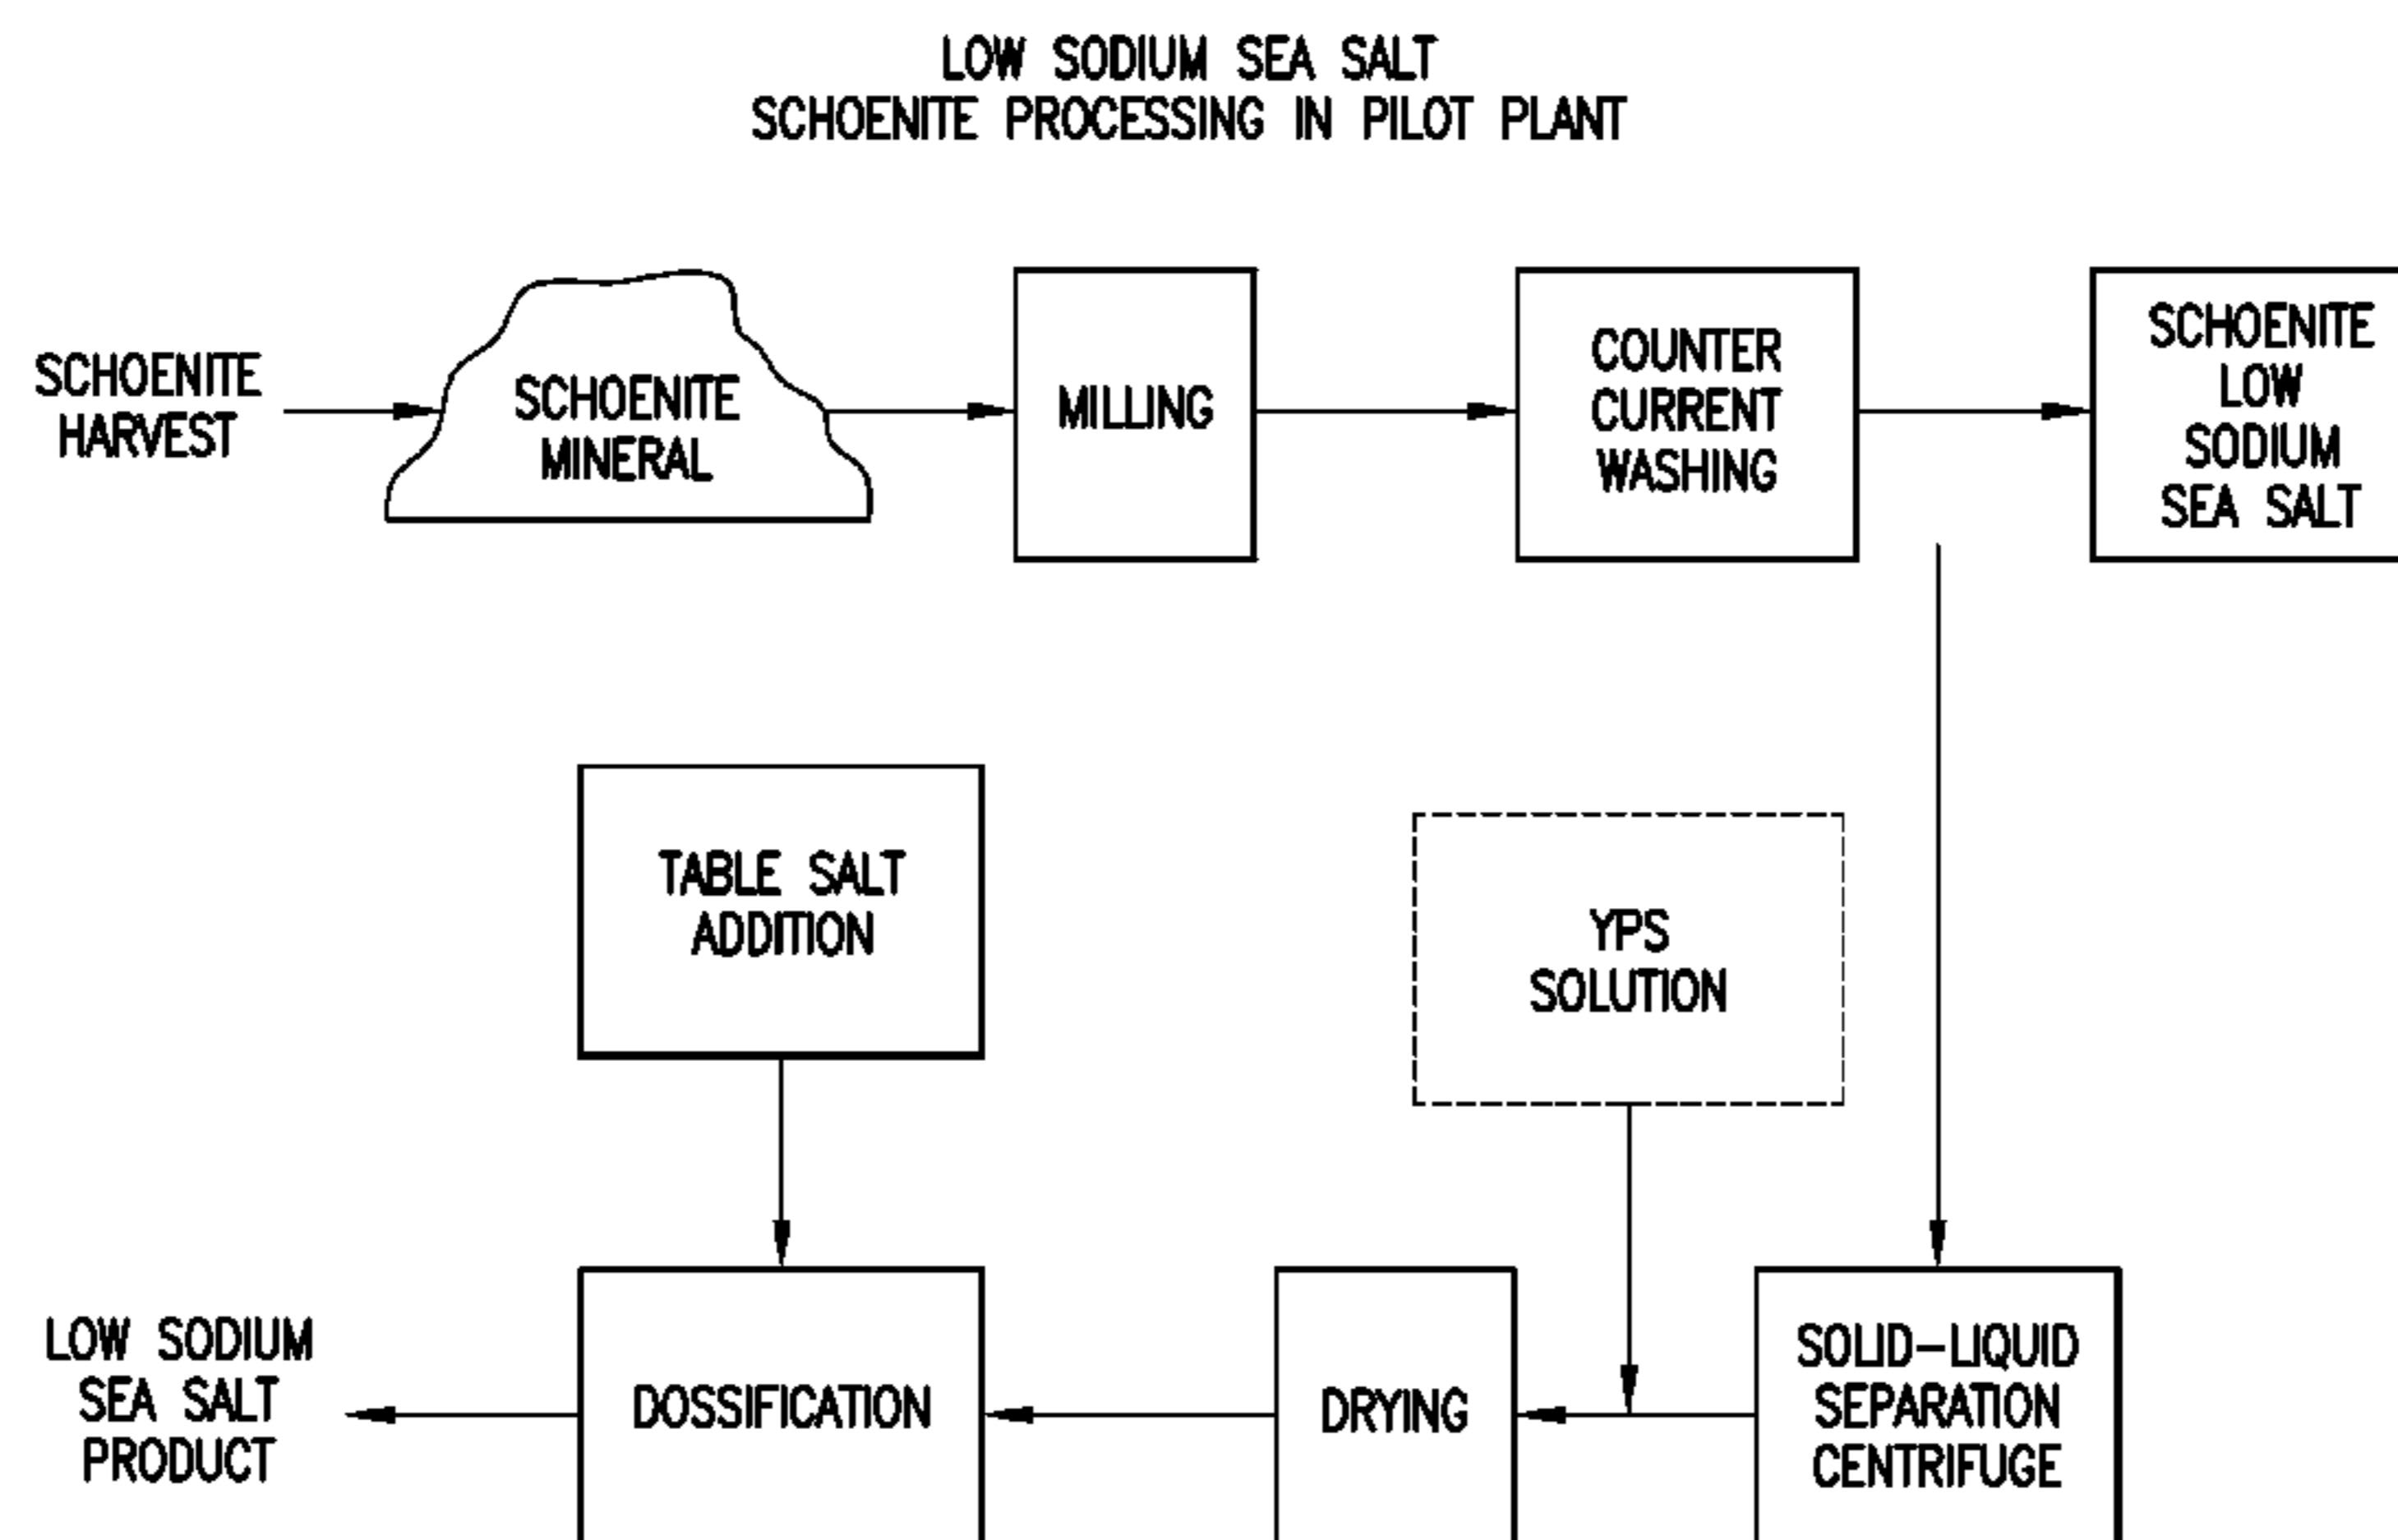 LOW SODIUM SEA SALT
SCHOENITE PROCESSING IN PILOT PLANT
SCHOENITE
HARVEST
SCHOENITE
MINERAL
MILLING
COUNTER
CURRENT
WASHING
SCHOENITE
LOW
SODIUM
SEA SALT
TABLE SALT
ADDITION
YPS
SOLUTION
LOW SODIUM
SEA SALT
PRODUCT
DOSSIFICATION
DRYING
SOLID-LIQUID
SEPARATION
CENTRIFUGE